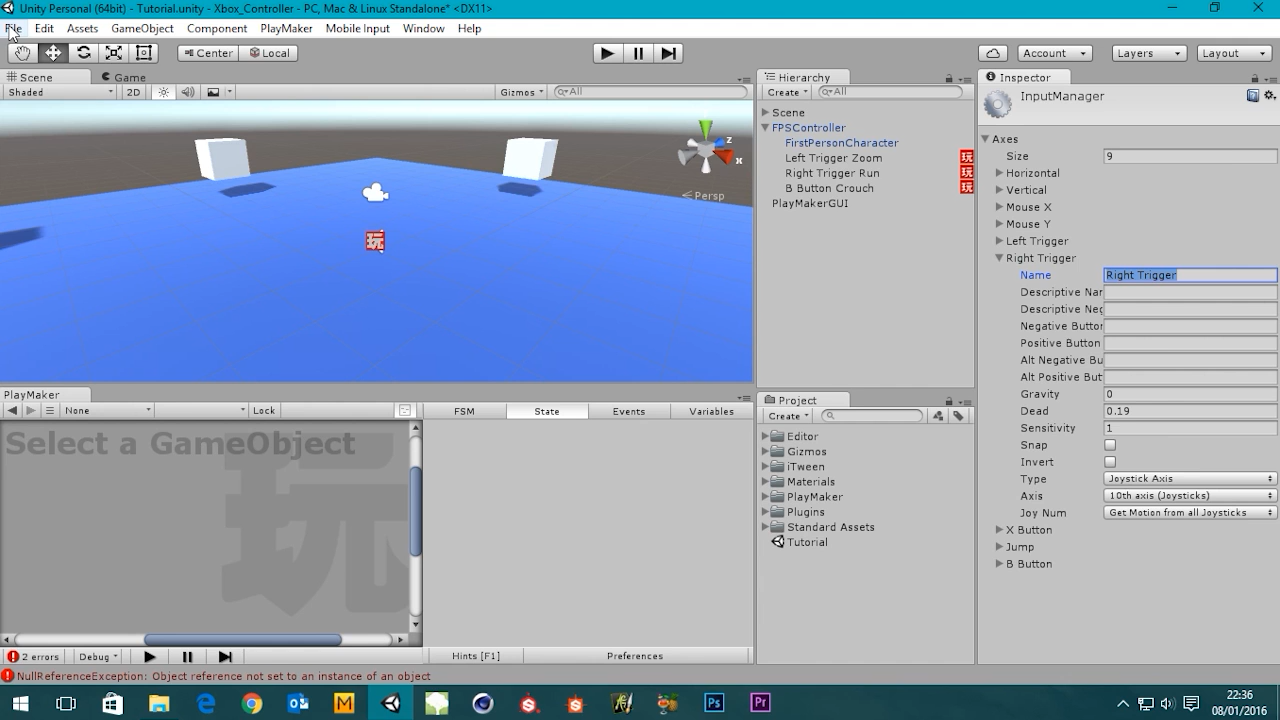 Unity Personal (64bit) - Tutorial.unity - Xbox_Controller - PC, Mac & Linux Standalone* <DX11>
File Edit Assets GameObject Component PlayMaker Mobile Input Window Help
Center Local Account Layers Layout
Scene Game
Shaded 2D Gizmos All
z
x
Persp
Hierarchy
Create All
Scene
FPSController
FirstPersonCharacter
Left Trigger Zoom 玩
Right Trigger Run 玩
B Button Crouch 玩
PlayMakerGUI
玩
Inspector
InputManager
Axes
Size 9
Horizontal
Vertical
Mouse X
Mouse Y
Left Trigger
Right Trigger
Name Right Trigger
Descriptive Nar
Descriptive Neg
Negative Button
Positive Button
Alt Negative Bu
Alt Positive But
Gravity 0
Dead 0.19
Sensitivity 1
Snap
Invert
Type Joystick Axis
Axis 10th axis (Joysticks)
Joy Num Get Motion from all Joysticks
X Button
Jump
B Button
PlayMaker
None Lock
FSM State Events Variables
Select a GameObject
玩
2 errors Debug
Hints [F1] Preferences
Project
Create
Editor
Gizmos
iTween
Materials
PlayMaker
Plugins
Standard Assets
Tutorial
NullReferenceException: Object reference not set to an instance of an object
22:36
08/01/2016